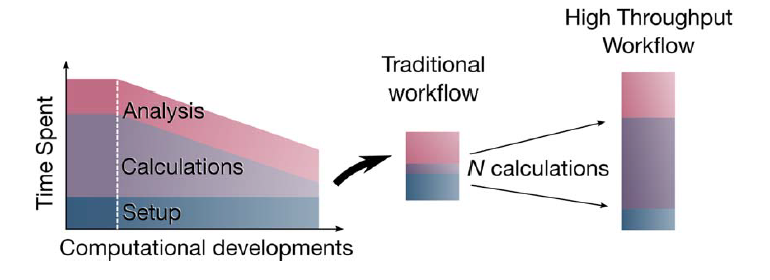 High Throughput
Workflow
Traditional
workflow
Time Spent
Analysis
Calculations
Setup
Computational developments
N calculations